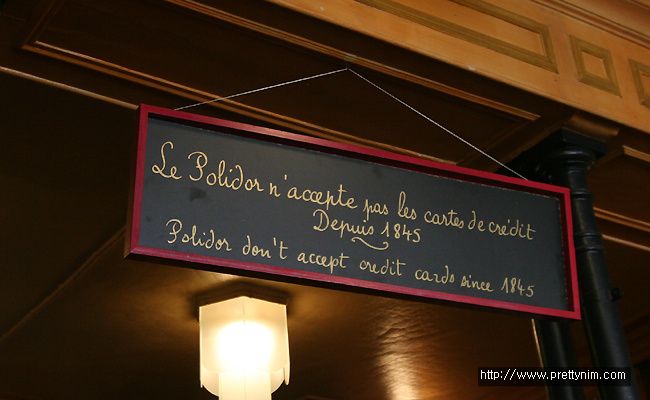 Le Polidor n'accepte pas les cartes de crédit
Depuis 1845
Polidor don't accept credit cards since 1845
http://www.prettynim.com